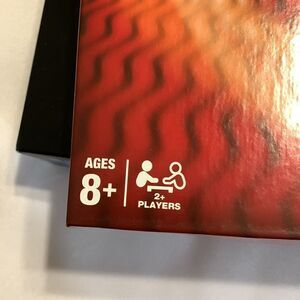 AGES
8+
2+
PLAYERS